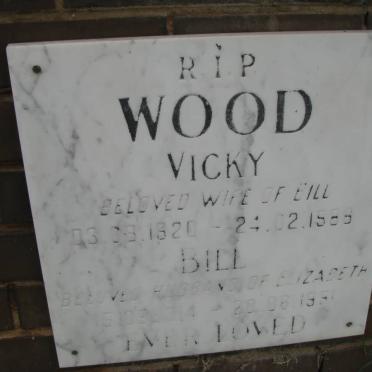 RIP
WOOD
VICKY
BELOVED WIFE OF BILL
- 24.02.1988
BILL
BELOVED HUSBAND OF ELIZABETH
EVER LOVED